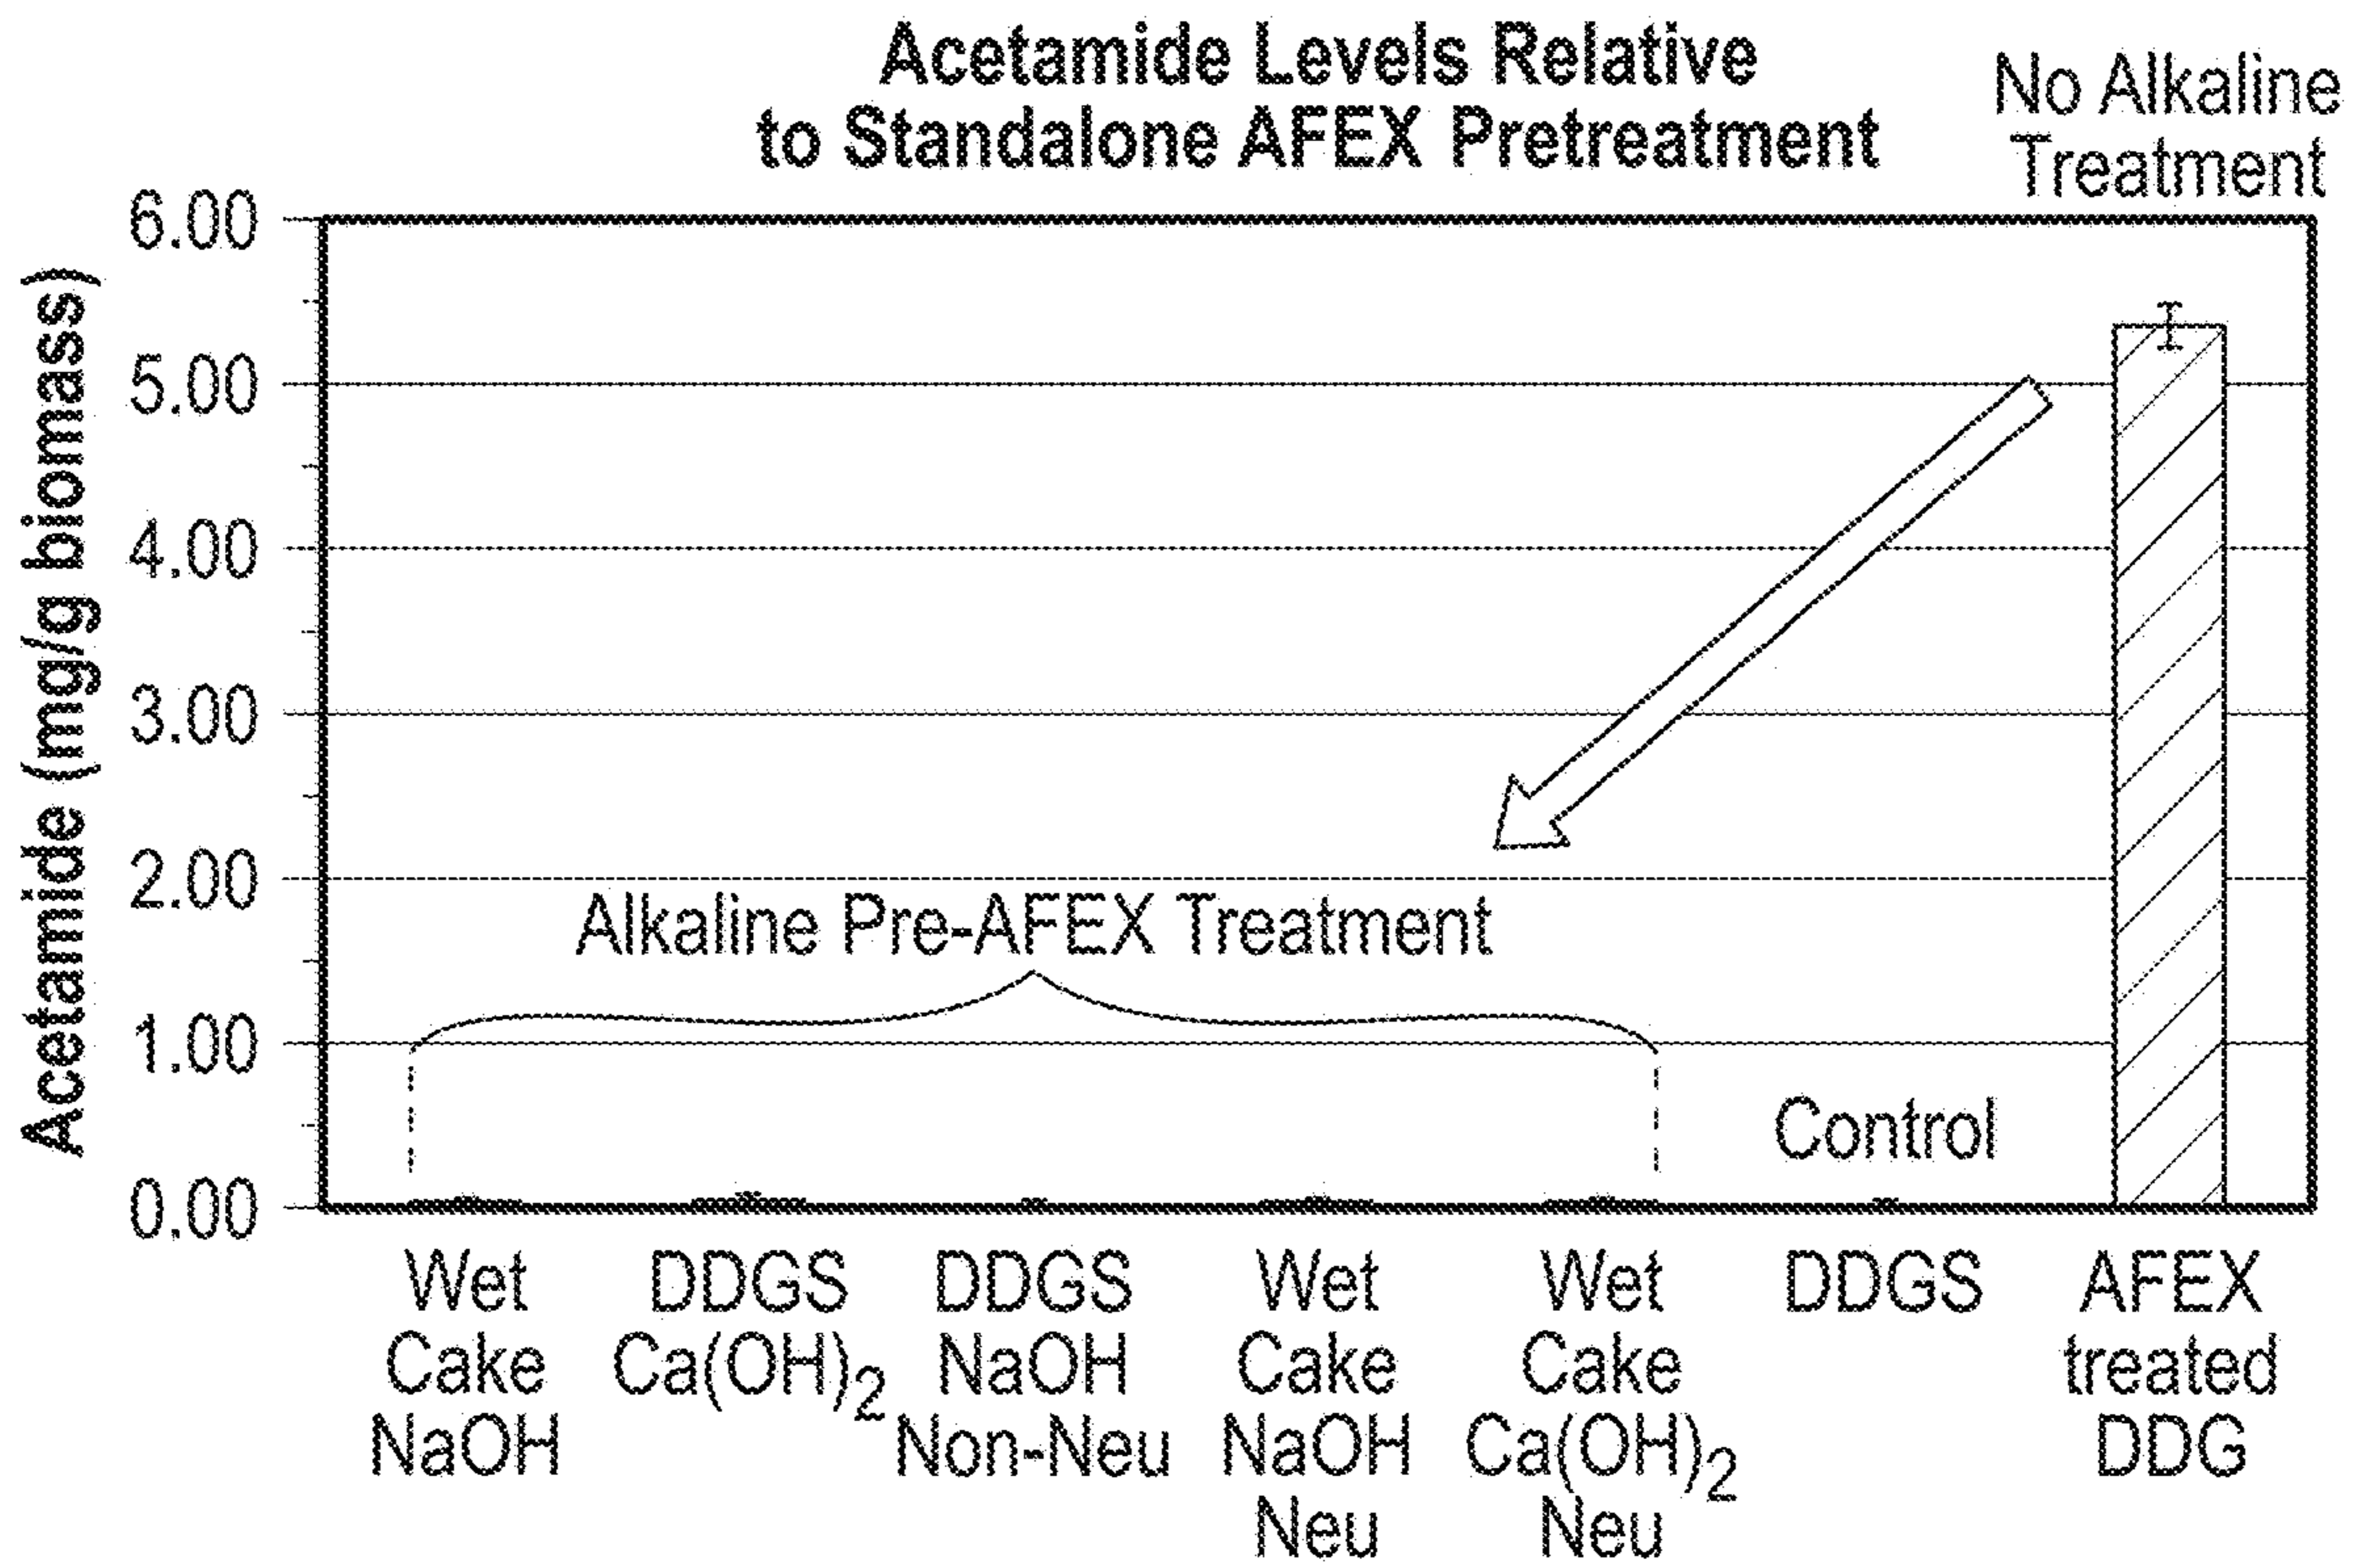 Acetamide Levels Relative
to Standalone AFEX Pretreatment
No Alkaline
Treatment
Acetamide (mg/g biomass)
6.00
5.00
4.00
3.00
2.00
1.00
0.00
Alkaline Pre-AFEX Treatment
Control
Wet
Cake
NaOH
DDGS
Ca(OH)₂
DDGS
NaOH
Non-Neu
Wet
Cake
NaOH
Neu
Wet
Cake
Ca(OH)₂
Neu
DDGS
AFEX
treated
DDG